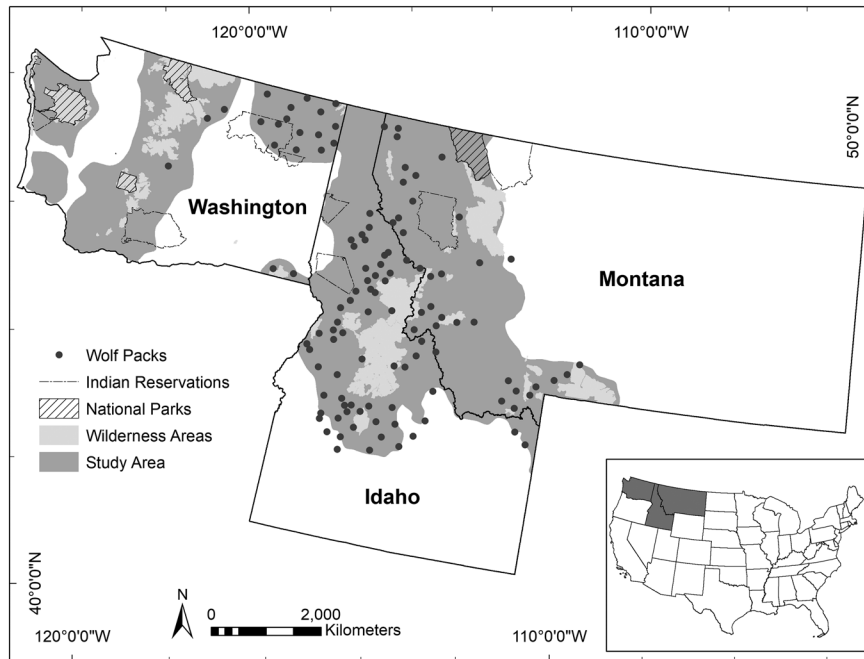 120°0'0"W
110°0'0"W
50°0'0"N
Washington
Montana
Wolf Packs
Indian Reservations
National Parks
Wilderness Areas
Study Area
Idaho
40°0'0"N
N
0
2,000
Kilometers
120°0'0"W
110°0'0"W